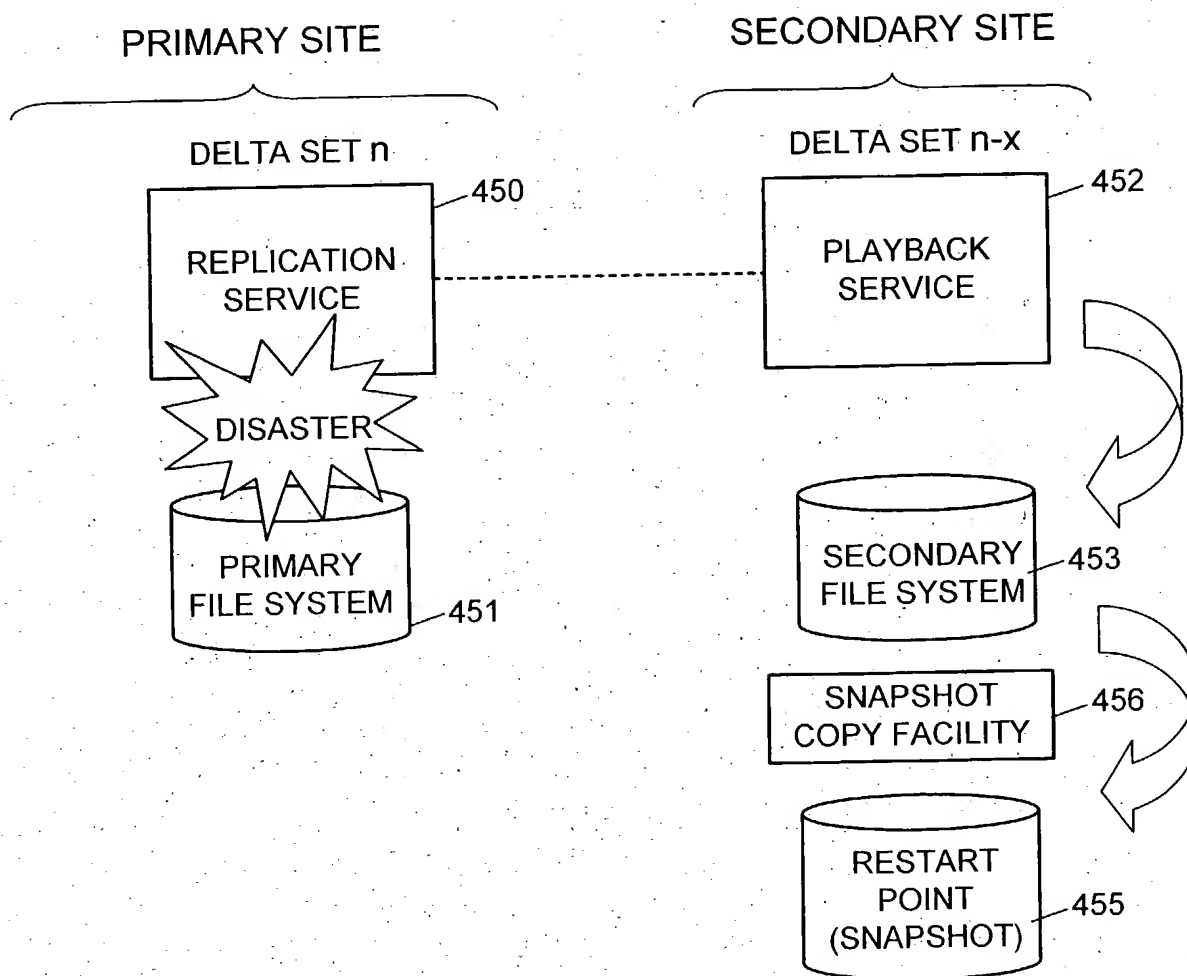 PRIMARY SITE
SECONDARY SITE
DELTA SET n
DELTA SET n-x
450
452
REPLICATION
SERVICE
PLAYBACK
SERVICE
DISASTER
PRIMARY
FILE SYSTEM
451
SECONDARY
FILE SYSTEM
453
SNAPSHOT
COPY FACILITY
456
RESTART
POINT
(SNAPSHOT)
455